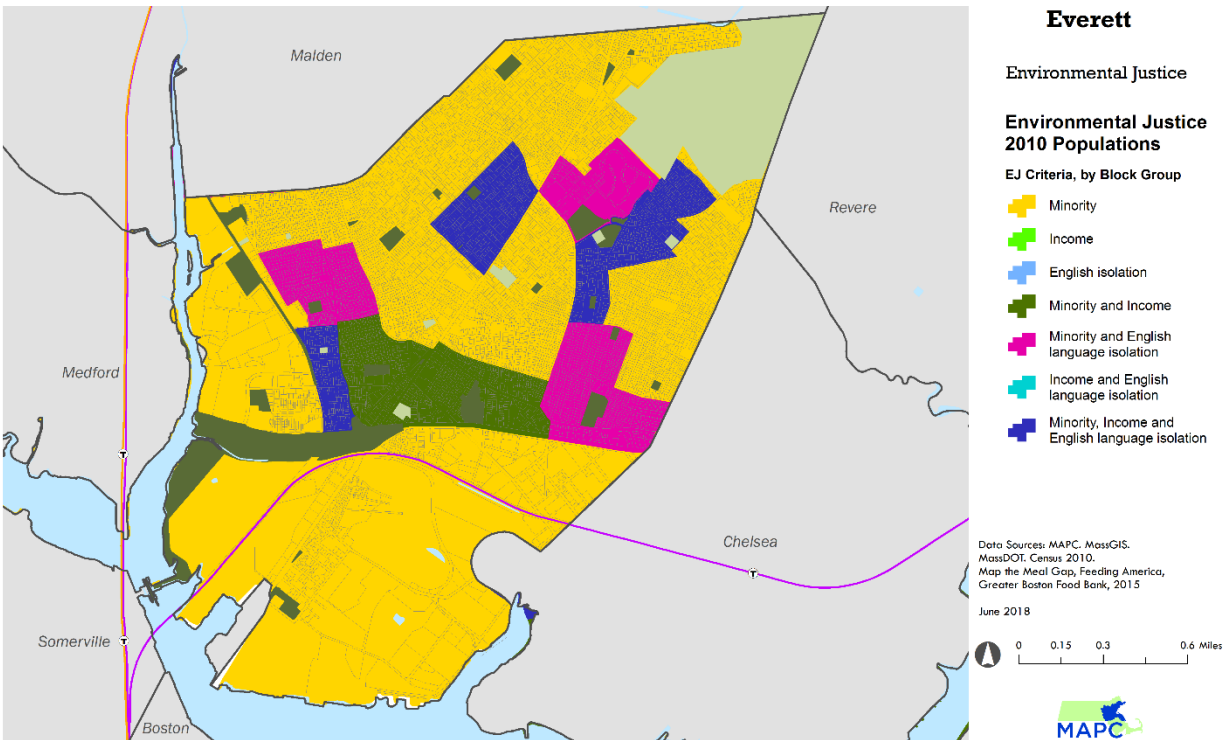 Everett
Environmental Justice
Environmental Justice
2010 Populations
EJ Criteria, by Block Group
Minority
Income
English isolation
Minority and Income
Minority and English
language isolation
Income and English
language isolation
Minority, Income and
English language isolation
Data Sources: MAPC. MassGIS.
MassDOT. Census 2010.
Map the Meal Gap, Feeding America,
Greater Boston Food Bank, 2015
June 2018
0 0.15 0.3 0.6 Miles
MAPC
Malden
Revere
Medford
T
Chelsea
T
Somerville
T
Boston